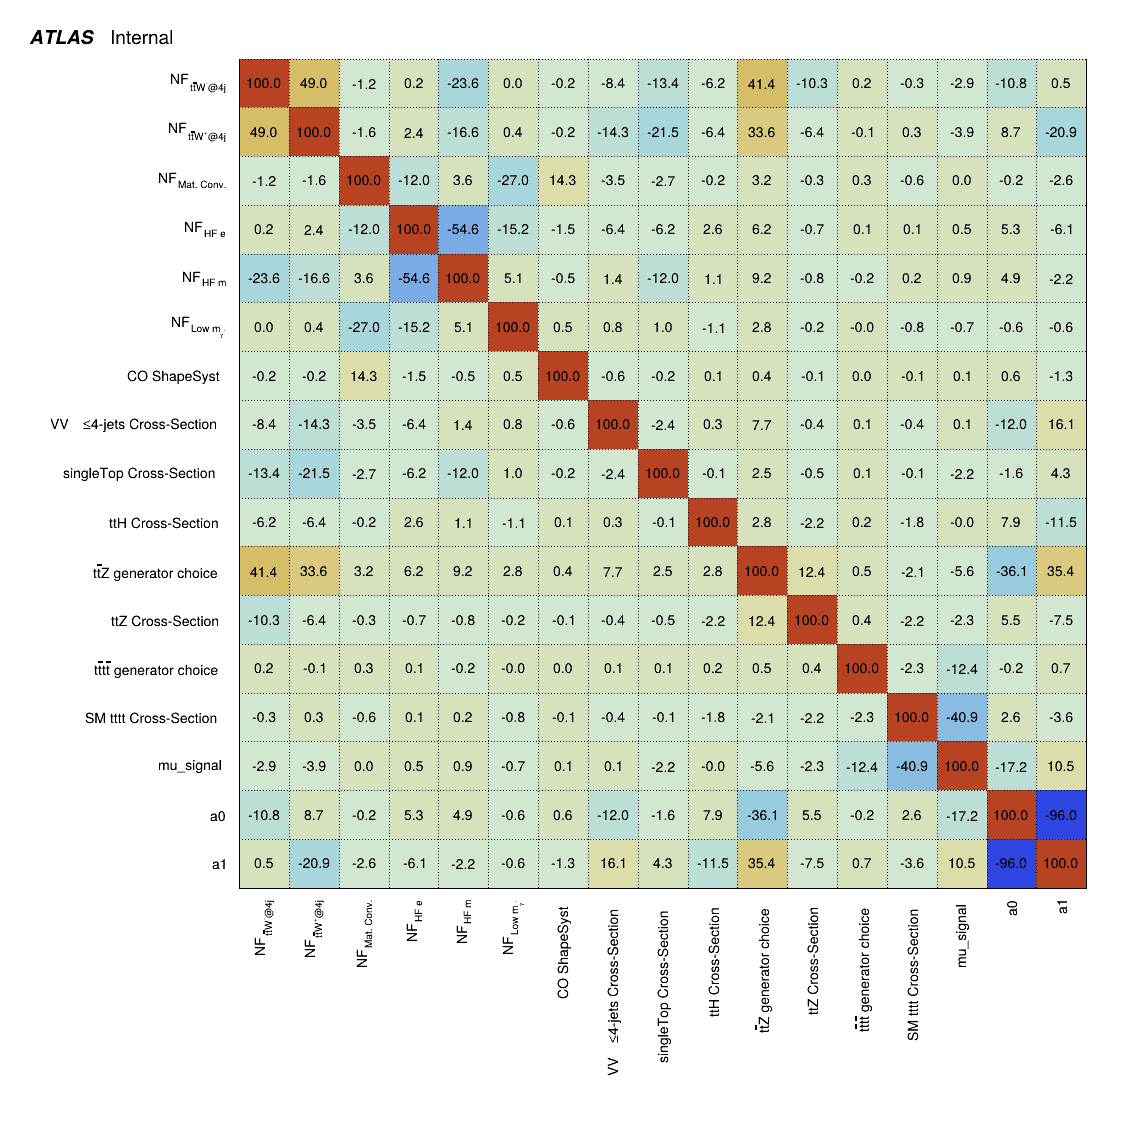 ATLAS Internal
NF tt̄W⁻@4j 100.0 49.0 -1.2 0.2 -23.6 0.0 -0.2 -8.4 -13.4 -6.2 41.4 -10.3 0.2 -0.3 -2.9 -10.8 0.5
NF tt̄W⁺@4j 49.0 100.0 -1.6 2.4 -16.6 0.4 -0.2 -14.3 -21.5 -6.4 33.6 -6.4 -0.1 0.3 -3.9 8.7 -20.9
NF Mat. Conv. -1.2 -1.6 100.0 -12.0 3.6 -27.0 14.3 -3.5 -2.7 -0.2 3.2 -0.3 0.3 -0.6 0.0 -0.2 -2.6
NF HF e 0.2 2.4 -12.0 100.0 -54.6 -15.2 -1.5 -6.4 -6.2 2.6 6.2 -0.7 0.1 0.1 0.5 5.3 -6.1
NF HF m -23.6 -16.6 3.6 -54.6 100.0 5.1 -0.5 1.4 -12.0 1.1 9.2 -0.8 -0.2 0.2 0.9 4.9 -2.2
NF Low m 0.0 0.4 -27.0 -15.2 5.1 100.0 0.5 0.8 1.0 -1.1 2.8 -0.2 -0.0 -0.8 -0.7 -0.6 -0.6
CO ShapeSyst -0.2 -0.2 14.3 -1.5 -0.5 0.5 100.0 -0.6 -0.2 0.1 0.4 -0.1 0.0 -0.1 0.1 0.6 -1.3
VV ≤4-jets Cross-Section -8.4 -14.3 -3.5 -6.4 1.4 0.8 -0.6 100.0 -2.4 0.3 7.7 -0.4 0.1 -0.4 0.1 -12.0 16.1
singleTop Cross-Section -13.4 -21.5 -2.7 -6.2 -12.0 1.0 -0.2 -2.4 100.0 -0.1 2.5 -0.5 0.1 -0.1 -2.2 -1.6 4.3
ttH Cross-Section -6.2 -6.4 -0.2 2.6 1.1 -1.1 0.1 0.3 -0.1 100.0 2.8 -2.2 0.2 -1.8 -0.0 7.9 -11.5
tt̄Z generator choice 41.4 33.6 3.2 6.2 9.2 2.8 0.4 7.7 2.5 2.8 100.0 12.4 0.5 -2.1 -5.6 -36.1 35.4
ttZ Cross-Section -10.3 -6.4 -0.3 -0.7 -0.8 -0.2 -0.1 -0.4 -0.5 -2.2 12.4 100.0 0.4 -2.2 -2.3 5.5 -7.5
tt̄tt̄ generator choice 0.2 -0.1 0.3 0.1 -0.2 -0.0 0.0 0.1 0.1 0.2 0.5 0.4 100.0 -2.3 -12.4 -0.2 0.7
SM tttt Cross-Section -0.3 0.3 -0.6 0.1 0.2 -0.8 -0.1 -0.4 -0.1 -1.8 -2.1 -2.2 -2.3 100.0 -40.9 2.6 -3.6
mu_signal -2.9 -3.9 0.0 0.5 0.9 -0.7 0.1 0.1 -2.2 -0.0 -5.6 -2.3 -12.4 -40.9 100.0 -17.2 10.5
a0 -10.8 8.7 -0.2 5.3 4.9 -0.6 0.6 -12.0 -1.6 7.9 -36.1 5.5 -0.2 2.6 -17.2 100.0 -96.0
a1 0.5 -20.9 -2.6 -6.1 -2.2 -0.6 -1.3 16.1 4.3 -11.5 35.4 -7.5 0.7 -3.6 10.5 -96.0 100.0
NF tt̄W⁻@4j
NF tt̄W⁺@4j
NF Mat. Conv.
NF HF e
NF HF m
NF Low m
CO ShapeSyst
VV ≤4-jets Cross-Section
singleTop Cross-Section
ttH Cross-Section
tt̄Z generator choice
ttZ Cross-Section
tt̄tt̄ generator choice
SM tttt Cross-Section
mu_signal
a0
a1